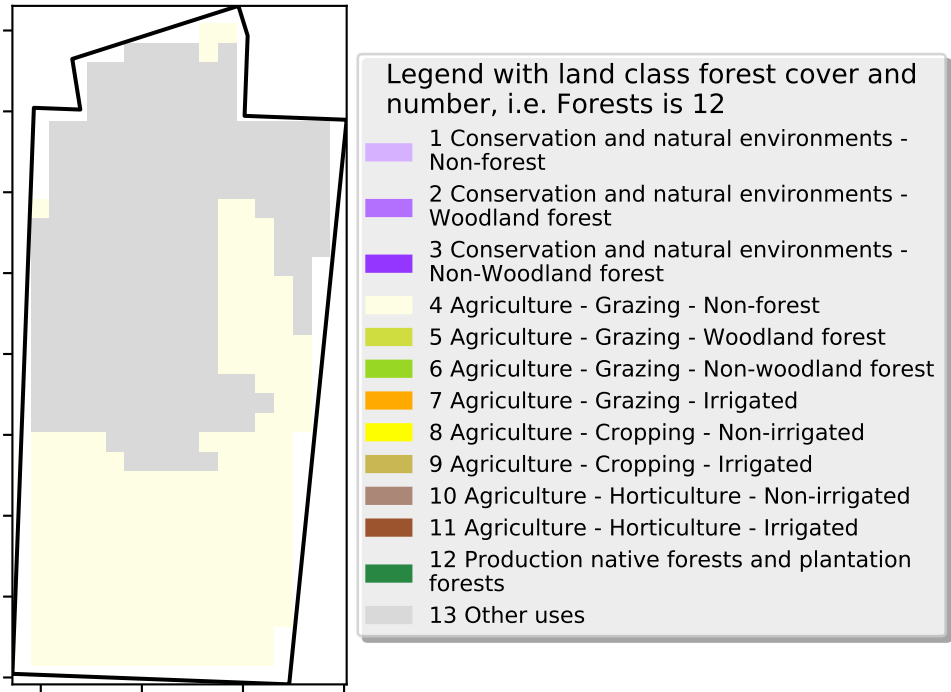 Legend with land class forest cover and
number, i.e. Forests is 12
1 Conservation and natural environments -
Non-forest
2 Conservation and natural environments -
Woodland forest
3 Conservation and natural environments -
Non-Woodland forest
4 Agriculture - Grazing - Non-forest
5 Agriculture - Grazing - Woodland forest
6 Agriculture - Grazing - Non-woodland forest
7 Agriculture - Grazing - Irrigated
8 Agriculture - Cropping - Non-irrigated
9 Agriculture - Cropping - Irrigated
10 Agriculture - Horticulture - Non-irrigated
11 Agriculture - Horticulture - Irrigated
12 Production native forests and plantation
forests
13 Other uses